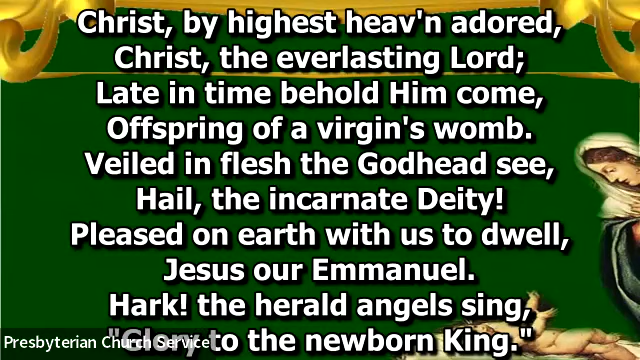 Christ, by highest heav'n adored,
Christ, the everlasting Lord;
Late in time behold Him come,
Offspring of a virgin's womb.
Veiled in flesh the Godhead see,
Hail, the incarnate Deity!
Pleased on earth with us to dwell,
Jesus our Emmanuel.
Hark! the herald angels sing,
"Glory to the newborn King."
Presbyterian Church Service